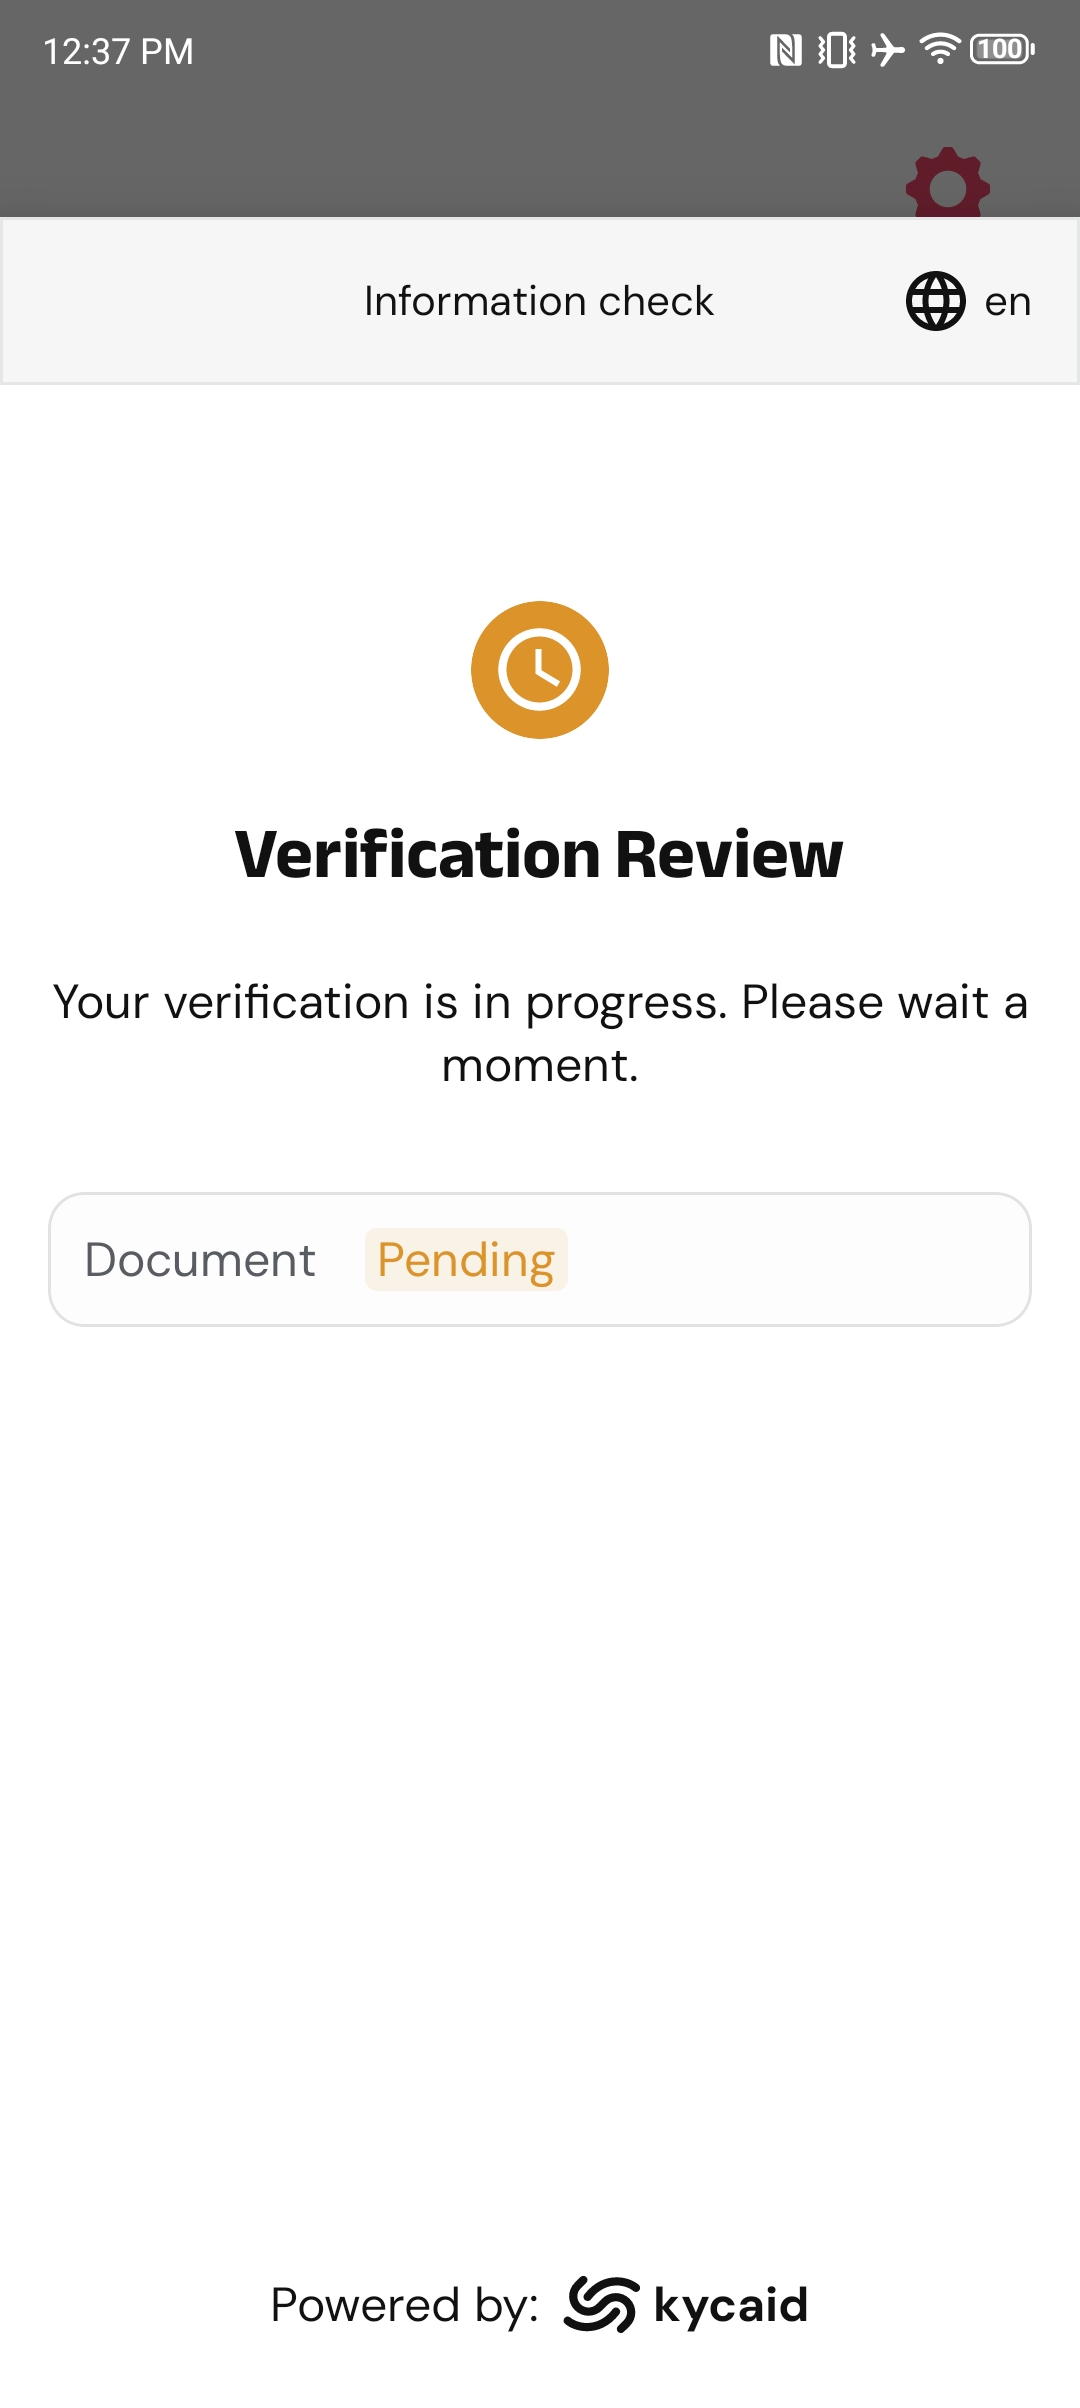 12:37 PM
100
Information check
en
Verification Review
Your verification is in progress. Please wait a
moment.
Document Pending
Powered by: kycaid